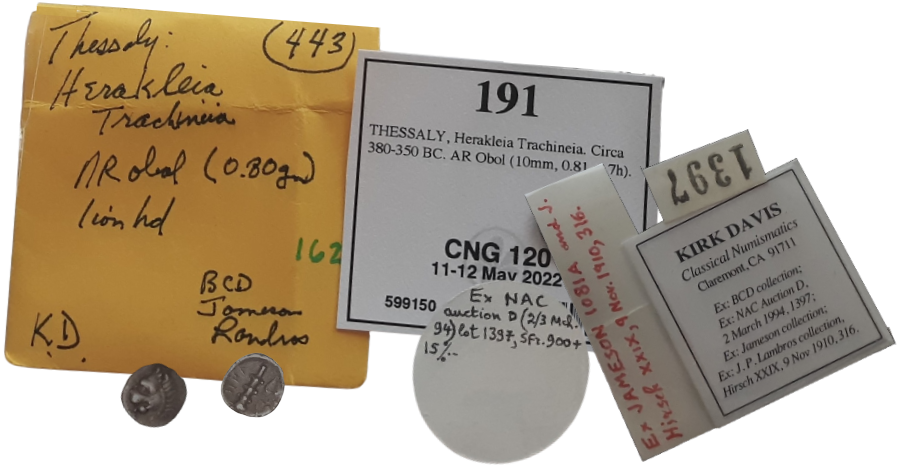 Thessaly: (443)
Herakleia
Trachineia
AR obol (0.80gm)
lion hd
162
BCD
Jameson
Lambros
K.D.
191
THESSALY, Herakleia Trachineia. Circa
380-350 BC. AR Obol (10mm, 0.81 7h).
CNG 120
11-12 May 2022
599150
Ex NAC
auction D (2/3 Mch.
94) lot 1397, SFr. 900+
15%.-
Ex JAMESON 1081A and J.
Hirsch XXIX, 9 Nov. 1910, 316.
1397
KIRK DAVIS
Classical Numismatics
Claremont, CA 91711
Ex: BCD collection;
Ex: NAC Auction D,
2 March 1994, 1397;
Ex: Jameson collection;
Ex: J. P. Lambros collection,
Hirsch XXIX, 9 Nov 1910, 316.